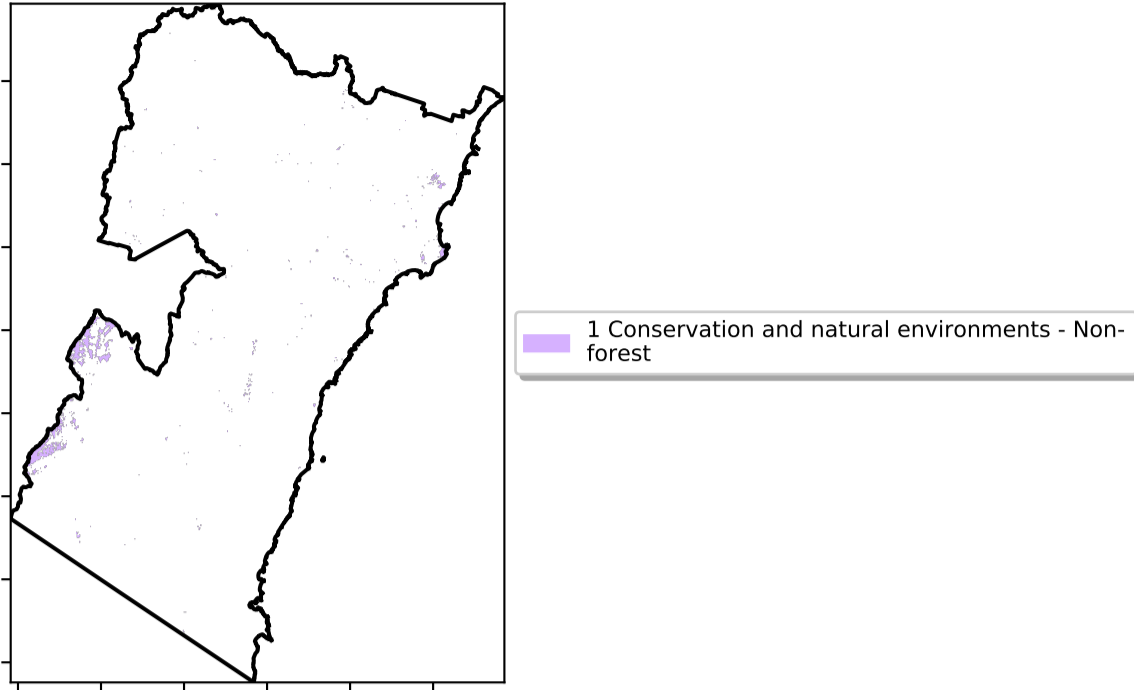 1 Conservation and natural environments - Non-
forest